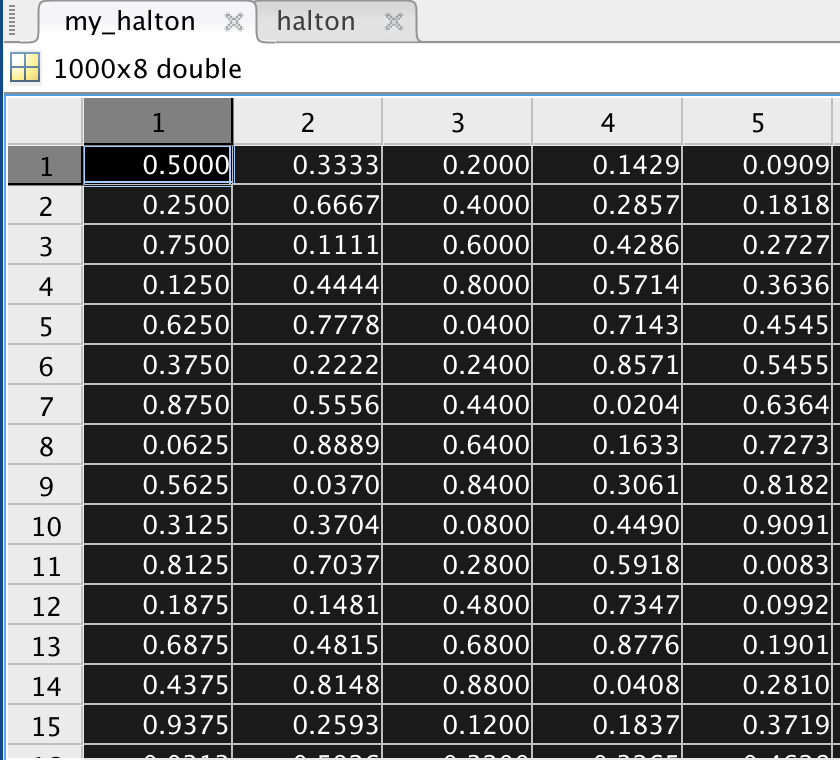 my_halton halton
1000x8 double
1 2 3 4 5
1 0.5000 0.3333 0.2000 0.1429 0.0909
2 0.2500 0.6667 0.4000 0.2857 0.1818
3 0.7500 0.1111 0.6000 0.4286 0.2727
4 0.1250 0.4444 0.8000 0.5714 0.3636
5 0.6250 0.7778 0.0400 0.7143 0.4545
6 0.3750 0.2222 0.2400 0.8571 0.5455
7 0.8750 0.5556 0.4400 0.0204 0.6364
8 0.0625 0.8889 0.6400 0.1633 0.7273
9 0.5625 0.0370 0.8400 0.3061 0.8182
10 0.3125 0.3704 0.0800 0.4490 0.9091
11 0.8125 0.7037 0.2800 0.5918 0.0083
12 0.1875 0.1481 0.4800 0.7347 0.0992
13 0.6875 0.4815 0.6800 0.8776 0.1901
14 0.4375 0.8148 0.8800 0.0408 0.2810
15 0.9375 0.2593 0.1200 0.1837 0.3719